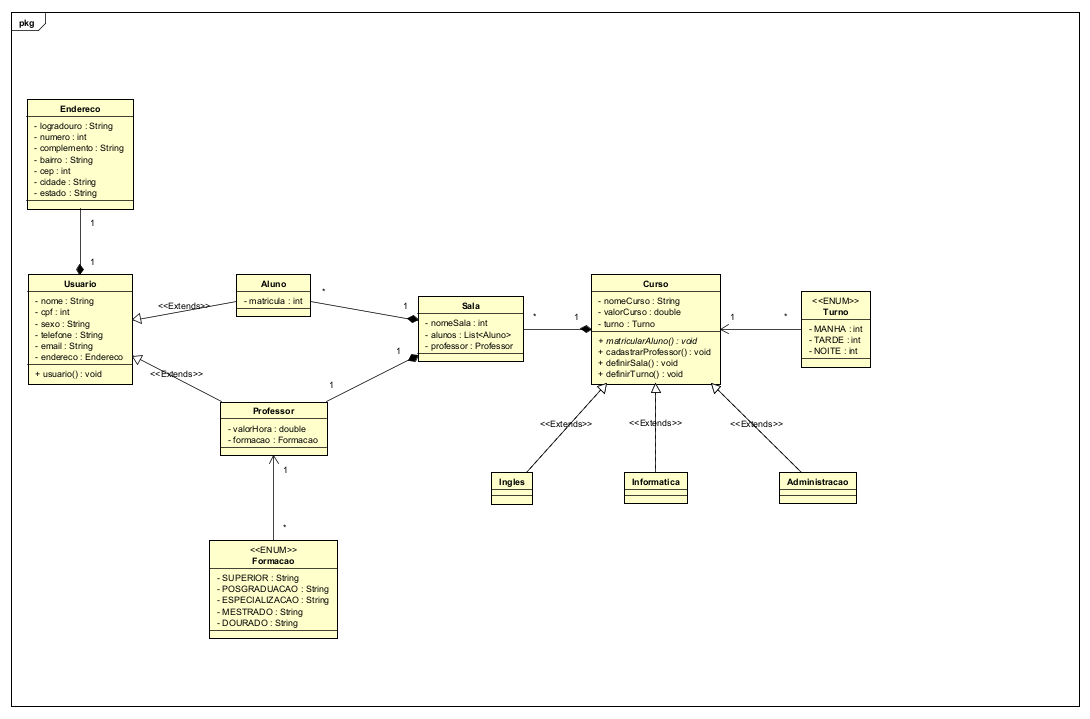 pkg
Endereco
- logradouro : String
- numero : int
- complemento : String
- bairro : String
- cep : int
- cidade : String
- estado : String
1
1
Usuario
- nome : String
- cpf : int
- sexo : String
- telefone : String
- email : String
- endereco : Endereco
+ usuario() : void
<<Extends>>
<<Extends>>
Aluno
- matricula : int
*
1
Sala
- nomeSala : int
- alunos : List<Aluno>
- professor : Professor
1
1
*
1
Curso
- nomeCurso : String
- valorCurso : double
- turno : Turno
+ matricularAluno() : void
+ cadastrarProfessor() : void
+ definirSala() : void
+ definirTurno() : void
1
*
<<ENUM>>
Turno
- MANHA : int
- TARDE : int
- NOITE : int
Professor
- valorHora : double
- formacao : Formacao
1
*
<<ENUM>>
Formacao
- SUPERIOR : String
- POSGRADUACAO : String
- ESPECIALIZACAO : String
- MESTRADO : String
- DOURADO : String
<<Extends>>
<<Extends>>
<<Extends>>
Ingles
Informatica
Administracao